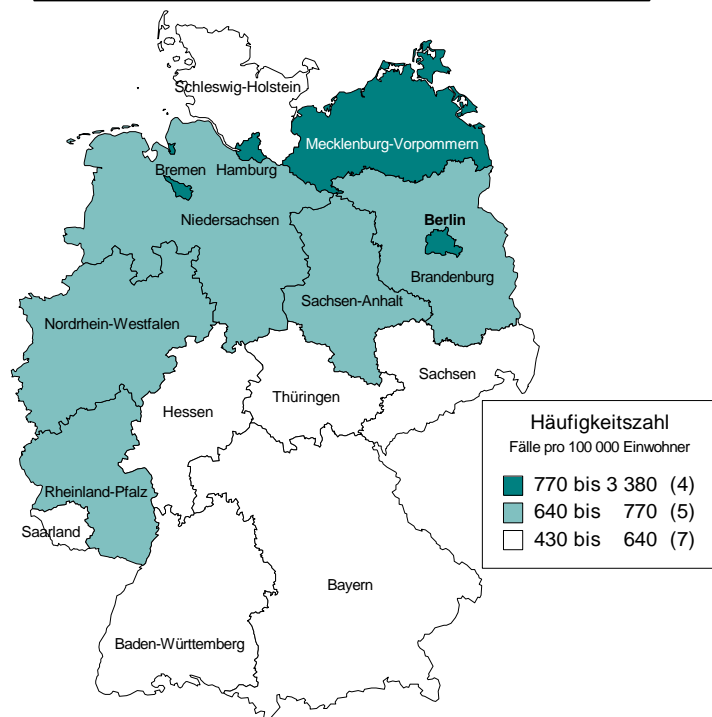 Schleswig-Holstein
Mecklenburg-Vorpommern
Bremen
Hamburg
Niedersachsen
Berlin
Brandenburg
Sachsen-Anhalt
Nordrhein-Westfalen
Sachsen
Thüringen
Hessen
Rheinland-Pfalz
Saarland
Bayern
Baden-Württemberg
Häufigkeitszahl
Fälle pro 100 000 Einwohner
770 bis 3 380 (4)
640 bis 770 (5)
430 bis 640 (7)